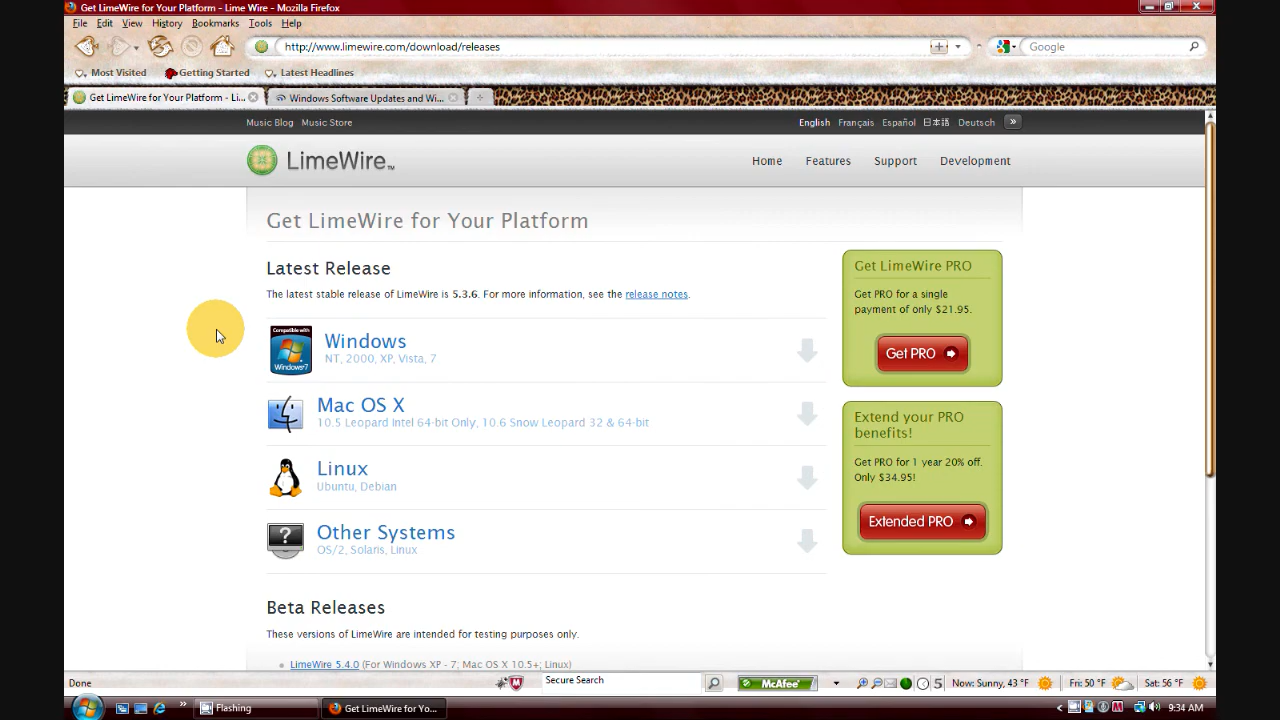 Get LimeWire for Your Platform - Lime Wire - Mozilla Firefox
File Edit View History Bookmarks Tools Help
http://www.limewire.com/download/releases
Google
Most Visited Getting Started Latest Headlines
Get LimeWire for Your Platform - Li...
Windows Software Updates and Wi...
Music Blog Music Store
English Français Español 日本語 Deutsch »
LimeWire™
Home Features Support Development
Get LimeWire for Your Platform
Latest Release
The latest stable release of LimeWire is 5.3.6. For more information, see the release notes.
Compatible with
Windows7
Windows
NT, 2000, XP, Vista, 7
Mac OS X
10.5 Leopard Intel 64-bit Only, 10.6 Snow Leopard 32 & 64-bit
Linux
Ubuntu, Debian
?
Other Systems
OS/2, Solaris, Linux
Get LimeWire PRO
Get PRO for a single
payment of only $21.95.
Get PRO
Extend your PRO
benefits!
Get PRO for 1 year 20% off.
Only $34.95!
Extended PRO
Beta Releases
These versions of LimeWire are intended for testing purposes only.
LimeWire 5.4.0 (For Windows XP - 7; Mac OS X 10.5+; Linux)
Done
Secure Search
McAfee
5
Now: Sunny, 43 °F
Fri: 50 °F
Sat: 56 °F
»
Flashing
Get LimeWire for Yo...
9:34 AM